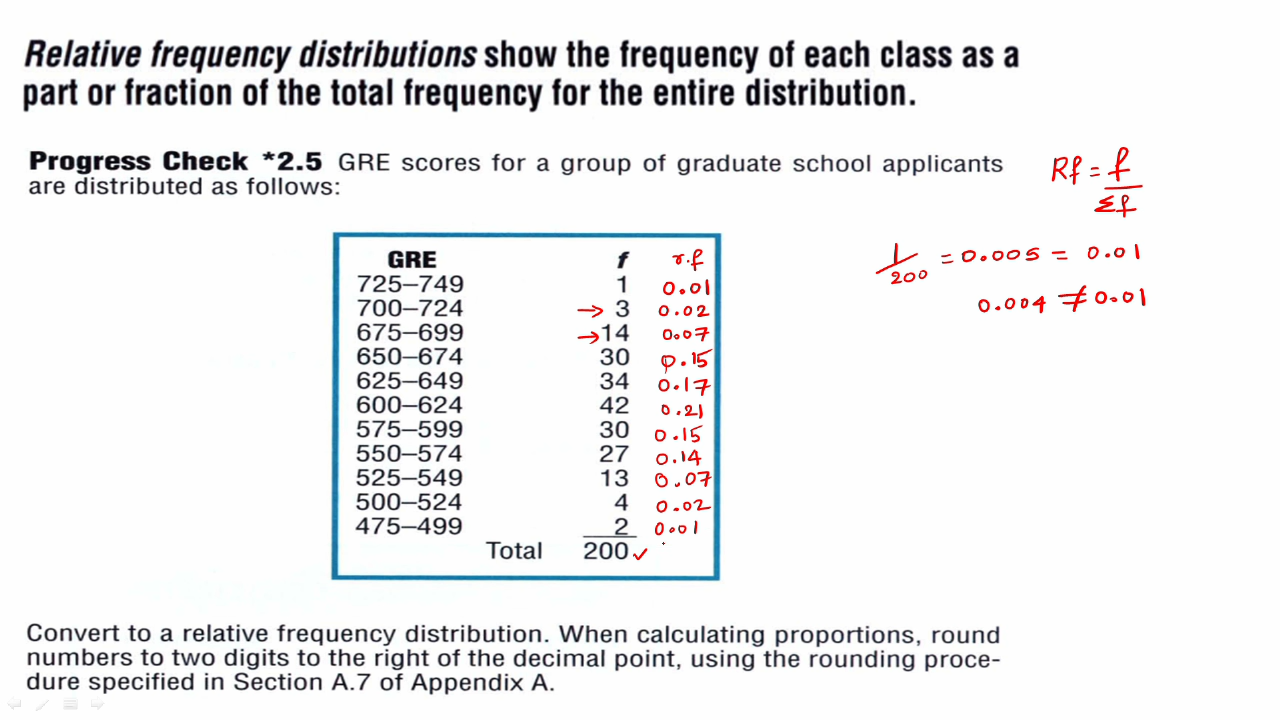 Relative frequency distributions show the frequency of each class as a
part or fraction of the total frequency for the entire distribution.
Progress Check *2.5 GRE scores for a group of graduate school applicants
are distributed as follows:
Rf = f / Σf
1/200 = 0.005 = 0.01
0.004 ≠ 0.01
GRE f r.f
725–749 1 0.01
700–724 → 3 0.02
675–699 → 14 0.07
650–674 30 0.15
625–649 34 0.17
600–624 42 0.21
575–599 30 0.15
550–574 27 0.14
525–549 13 0.07
500–524 4 0.02
475–499 2 0.01
Total 200 ✓
Convert to a relative frequency distribution. When calculating proportions, round
numbers to two digits to the right of the decimal point, using the rounding proce-
dure specified in Section A.7 of Appendix A.